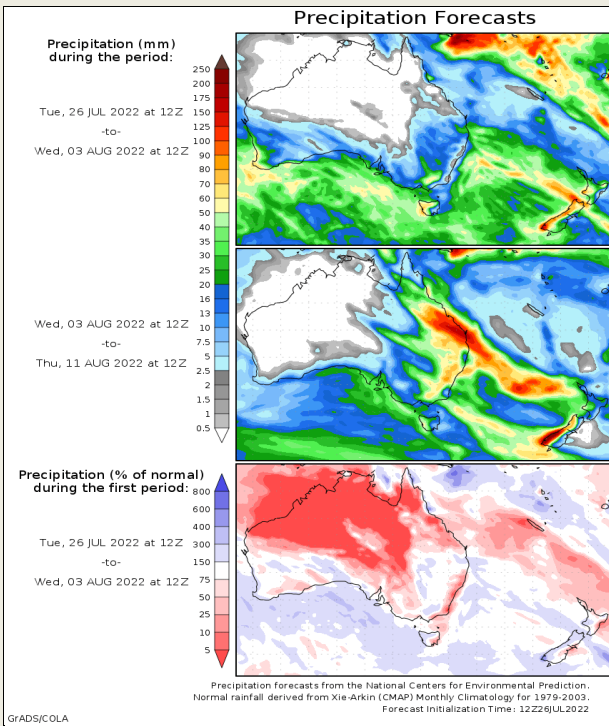 Precipitation Forecasts
Precipitation (mm)
during the period:
Tue, 26 JUL 2022 at 12Z
-to-
Wed, 03 AUG 2022 at 12Z
250
200
175
150
125
100
90
80
70
60
50
40
35
30
25
20
16
13
10
7.5
5
2.5
2
1.5
1
0.5
Wed, 03 AUG 2022 at 12Z
-to-
Thu, 11 AUG 2022 at 12Z
Precipitation (% of normal)
during the first period:
Tue, 26 JUL 2022 at 12Z
-to-
Wed, 03 AUG 2022 at 12Z
800
600
400
300
150
75
50
25
10
5
Precipitation forecasts from the National Centers for Environmental Prediction.
Normal rainfall derived from Xie-Arkin (CMAP) Monthly Climatology for 1979-2003.
Forecast Initialization Time: 12Z26JUL2022
GrADS/COLA